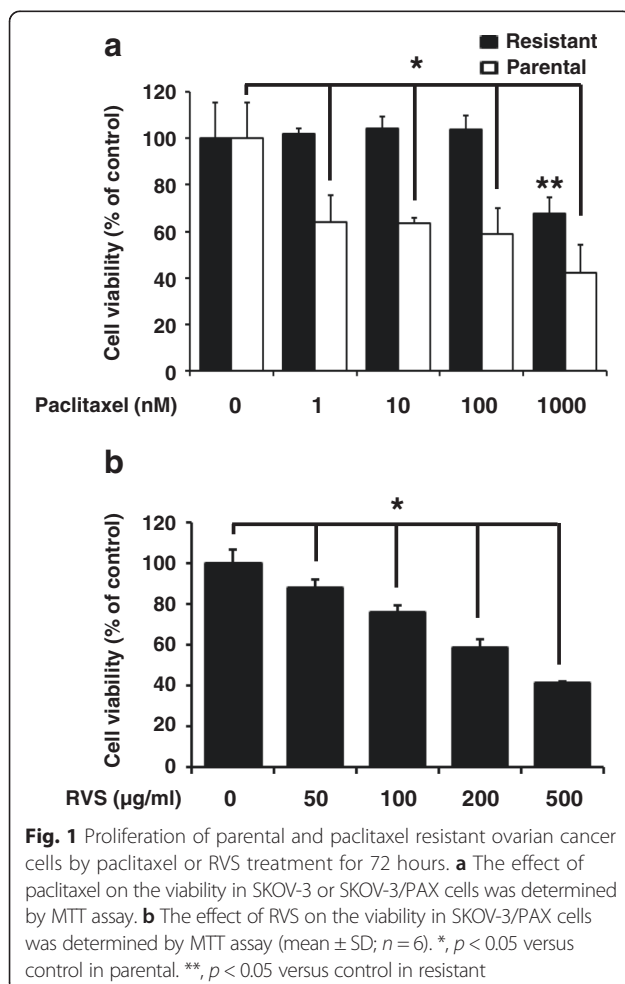 a
Resistant
Parental
*
**
Cell viability (% of control)
120
100
80
60
40
20
0
Paclitaxel (nM) 0 1 10 100 1000
b
*
Cell viability (% of control)
120
100
80
60
40
20
0
RVS (µg/ml) 0 50 100 200 500
Fig. 1 Proliferation of parental and paclitaxel resistant ovarian cancer
cells by paclitaxel or RVS treatment for 72 hours. a The effect of
paclitaxel on the viability in SKOV-3 or SKOV-3/PAX cells was determined
by MTT assay. b The effect of RVS on the viability in SKOV-3/PAX cells
was determined by MTT assay (mean ± SD; n = 6). *, p < 0.05 versus
control in parental. **, p < 0.05 versus control in resistant